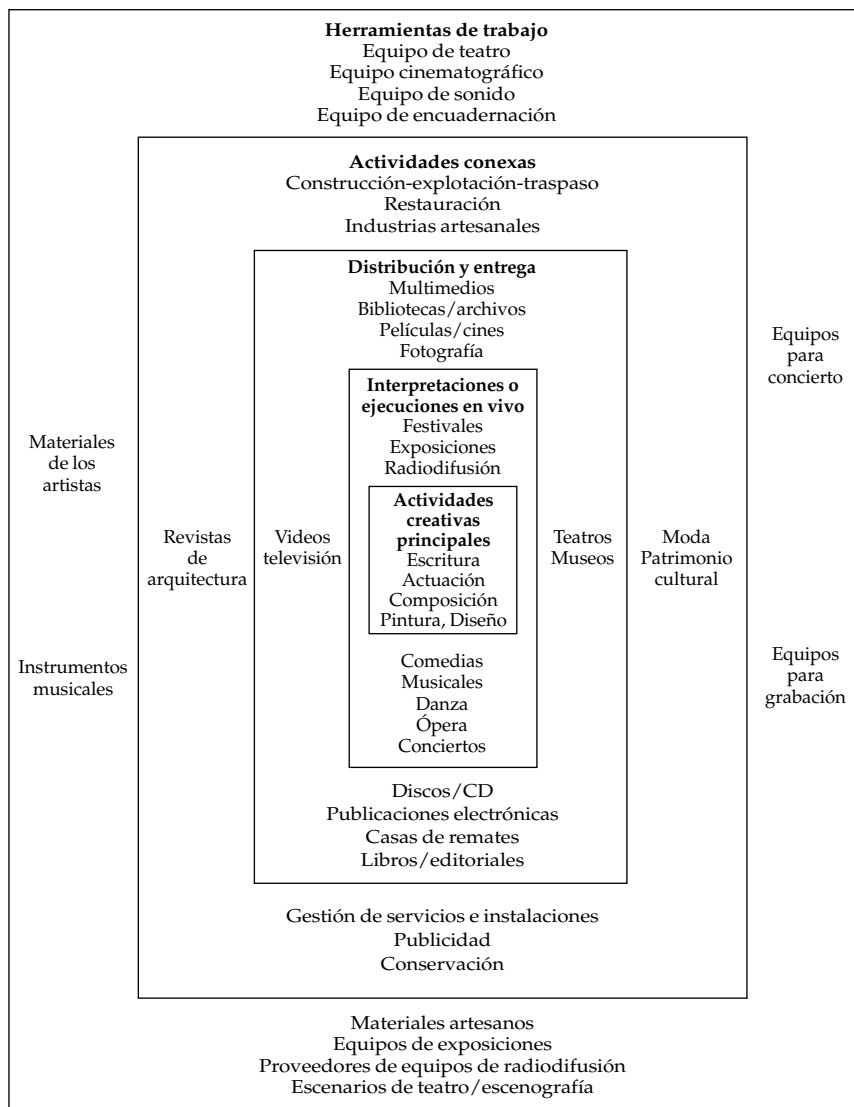 Herramientas de trabajo
Equipo de teatro
Equipo cinematográfico
Equipo de sonido
Equipo de encuadernación
Actividades conexas
Construcción-explotación-traspaso
Restauración
Industrias artesanales
Distribución y entrega
Multimedios
Bibliotecas/archivos
Películas/cines
Fotografía
Interpretaciones o
ejecuciones en vivo
Festivales
Exposiciones
Radiodifusión
Actividades
creativas
principales
Escritura
Actuación
Composición
Pintura, Diseño
Comedias
Musicales
Danza
Ópera
Conciertos
Materiales
de los
artistas
Instrumentos
musicales
Revistas
de
arquitectura
Videos
televisión
Teatros
Museos
Moda
Patrimonio
cultural
Equipos
para
concierto
Equipos
para
grabación
Discos/CD
Publicaciones electrónicas
Casas de remates
Libros/editoriales
Gestión de servicios e instalaciones
Publicidad
Conservación
Materiales artesanos
Equipos de exposiciones
Proveedores de equipos de radiodifusión
Escenarios de teatro/escenografía